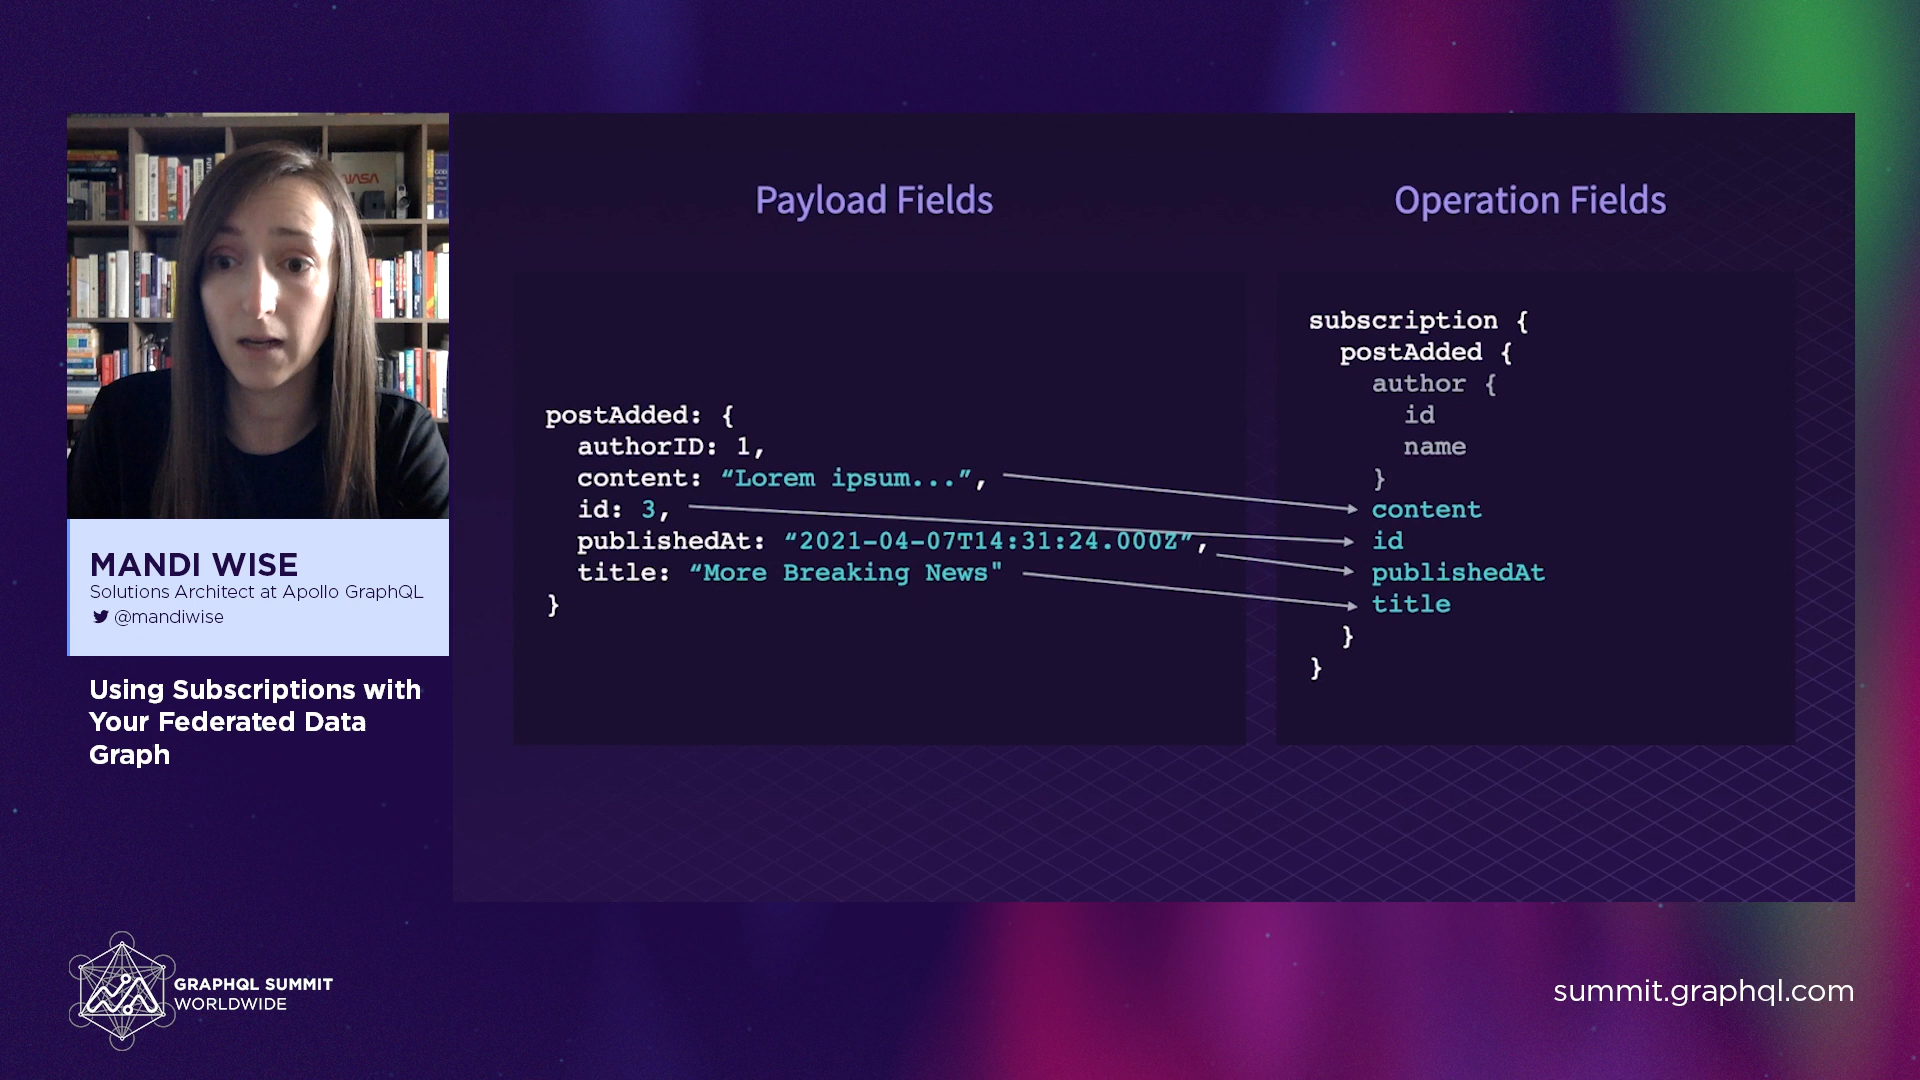 NASA
MANDI WISE
Solutions Architect at Apollo GraphQL
@mandiwise
Using Subscriptions with
Your Federated Data
Graph
Payload Fields
postAdded: {
authorID: 1,
content: “Lorem ipsum...”,
id: 3,
publishedAt: “2021-04-07T14:31:24.000Z”,
title: “More Breaking News"
}
Operation Fields
subscription {
postAdded {
author {
id
name
}
content
id
publishedAt
title
}
}
GRAPHQL SUMMIT
WORLDWIDE
summit.graphql.com